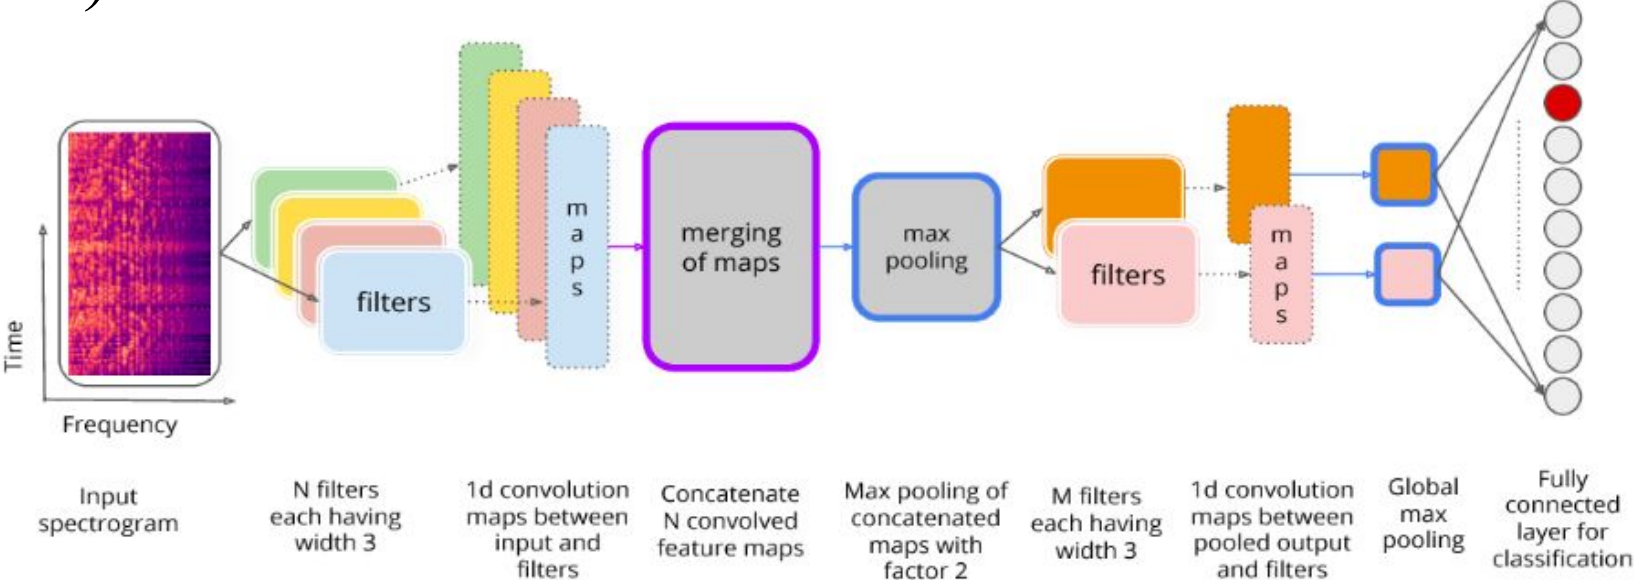 )
m
a
p
s
filters
merging
of maps
max
pooling
filters
m
a
p
s
Time
Frequency
Input
spectrogram
N filters
each having
width 3
1d convolution
maps between
input and
filters
Concatenate
N convolved
feature maps
Max pooling of
concatenated
maps with
factor 2
M filters
each having
width 3
1d convolution
maps between
pooled output
and filters
Global
max
pooling
Fully
connected
layer for
classification